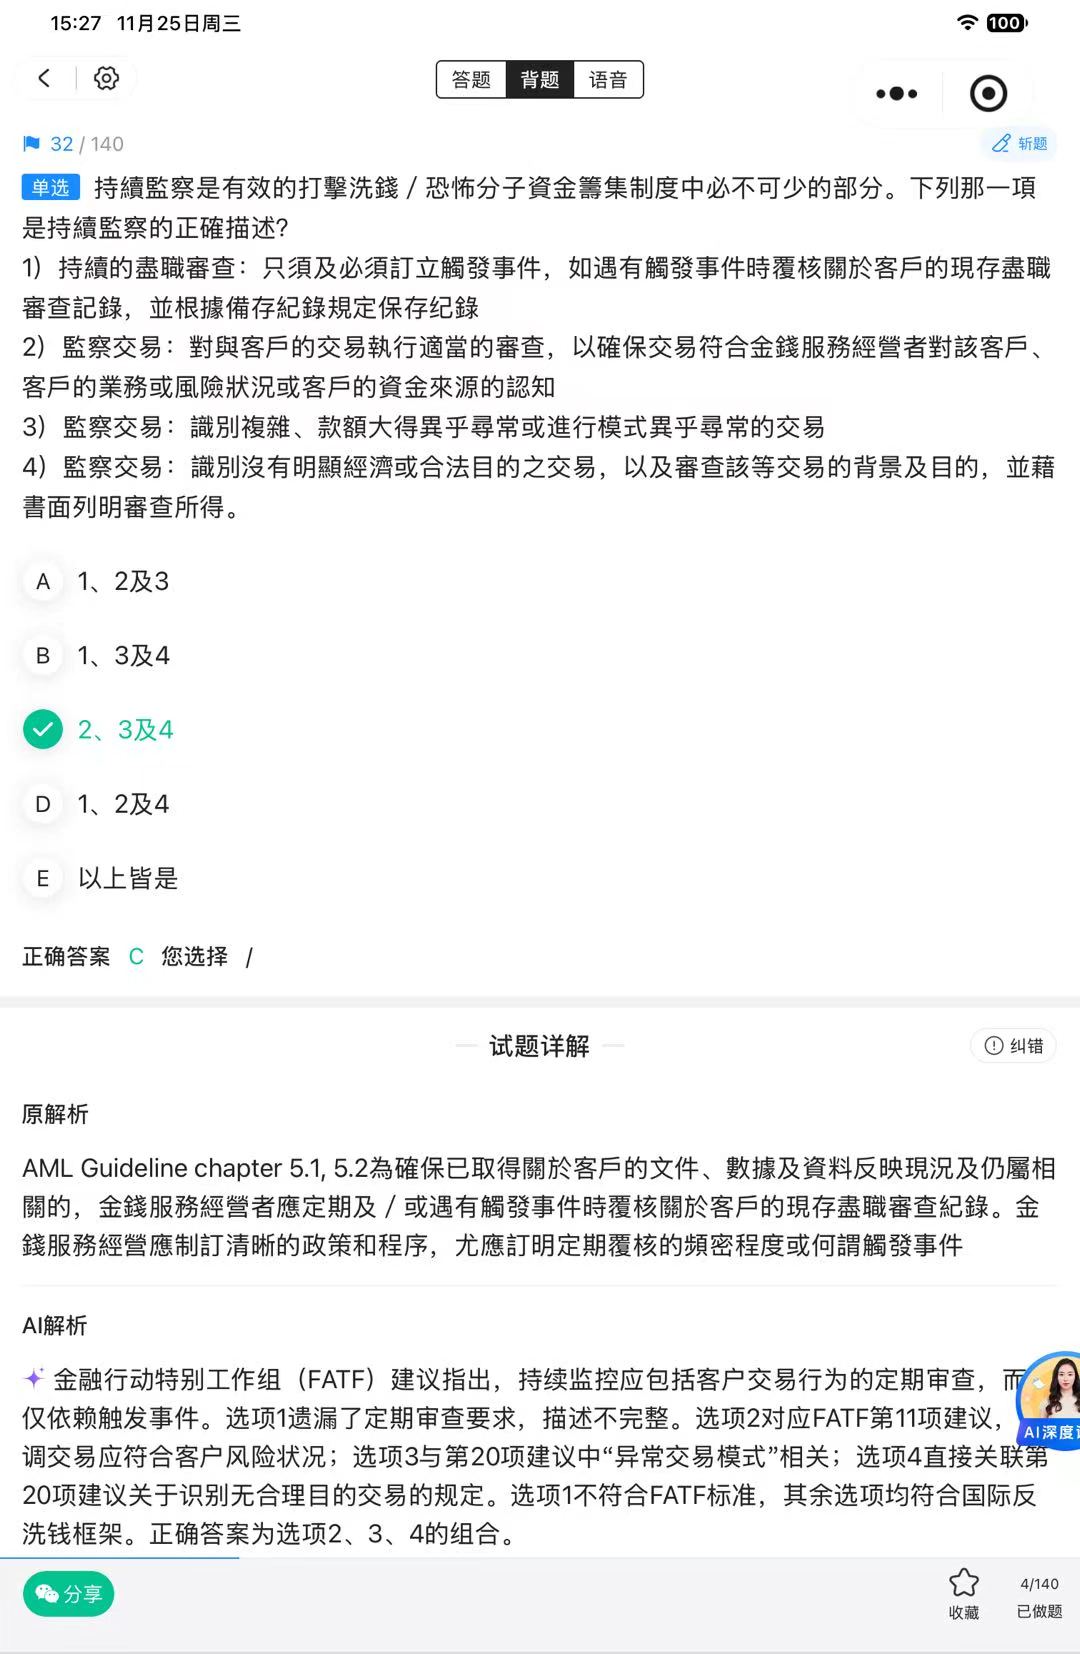 15:27 11月25日周三
100
答题 背题 语音
32 / 140
斩题
单选 持續監察是有效的打擊洗錢 / 恐怖分子資金籌集制度中必不可少的部分。下列那一項
是持續監察的正確描述?
1）持續的盡職審查：只須及必須訂立觸發事件，如遇有觸發事件時覆核關於客戶的現存盡職
審查記錄，並根據備存紀錄規定保存纪錄
2）監察交易：對與客戶的交易執行適當的審查，以確保交易符合金錢服務經營者對該客戶、
客戶的業務或風險狀況或客戶的資金來源的認知
3）監察交易：識別複雜、款額大得異乎尋常或進行模式異乎尋常的交易
4）監察交易：識別沒有明顯經濟或合法目的之交易，以及審查該等交易的背景及目的，並藉
書面列明審查所得。
A 1、2及3
B 1、3及4
2、3及4
D 1、2及4
E 以上皆是
正确答案 C 您选择 /
试题详解
纠错
原解析
AML Guideline chapter 5.1, 5.2為確保已取得關於客戶的文件、數據及資料反映現況及仍屬相
關的，金錢服務經營者應定期及 / 或遇有觸發事件時覆核關於客戶的現存盡職審查紀錄。金
錢服務經營應制訂清晰的政策和程序，尤應訂明定期覆核的頻密程度或何謂觸發事件
AI解析
金融行动特别工作组（FATF）建议指出，持续监控应包括客户交易行为的定期审查，而
仅依赖触发事件。选项1遗漏了定期审查要求，描述不完整。选项2对应FATF第11项建议，
调交易应符合客户风险状况；选项3与第20项建议中“异常交易模式”相关；选项4直接关联第
20项建议关于识别无合理目的交易的规定。选项1不符合FATF标准，其余选项均符合国际反
洗钱框架。正确答案为选项2、3、4的组合。
AI深度
分享
收藏
4/140
已做题